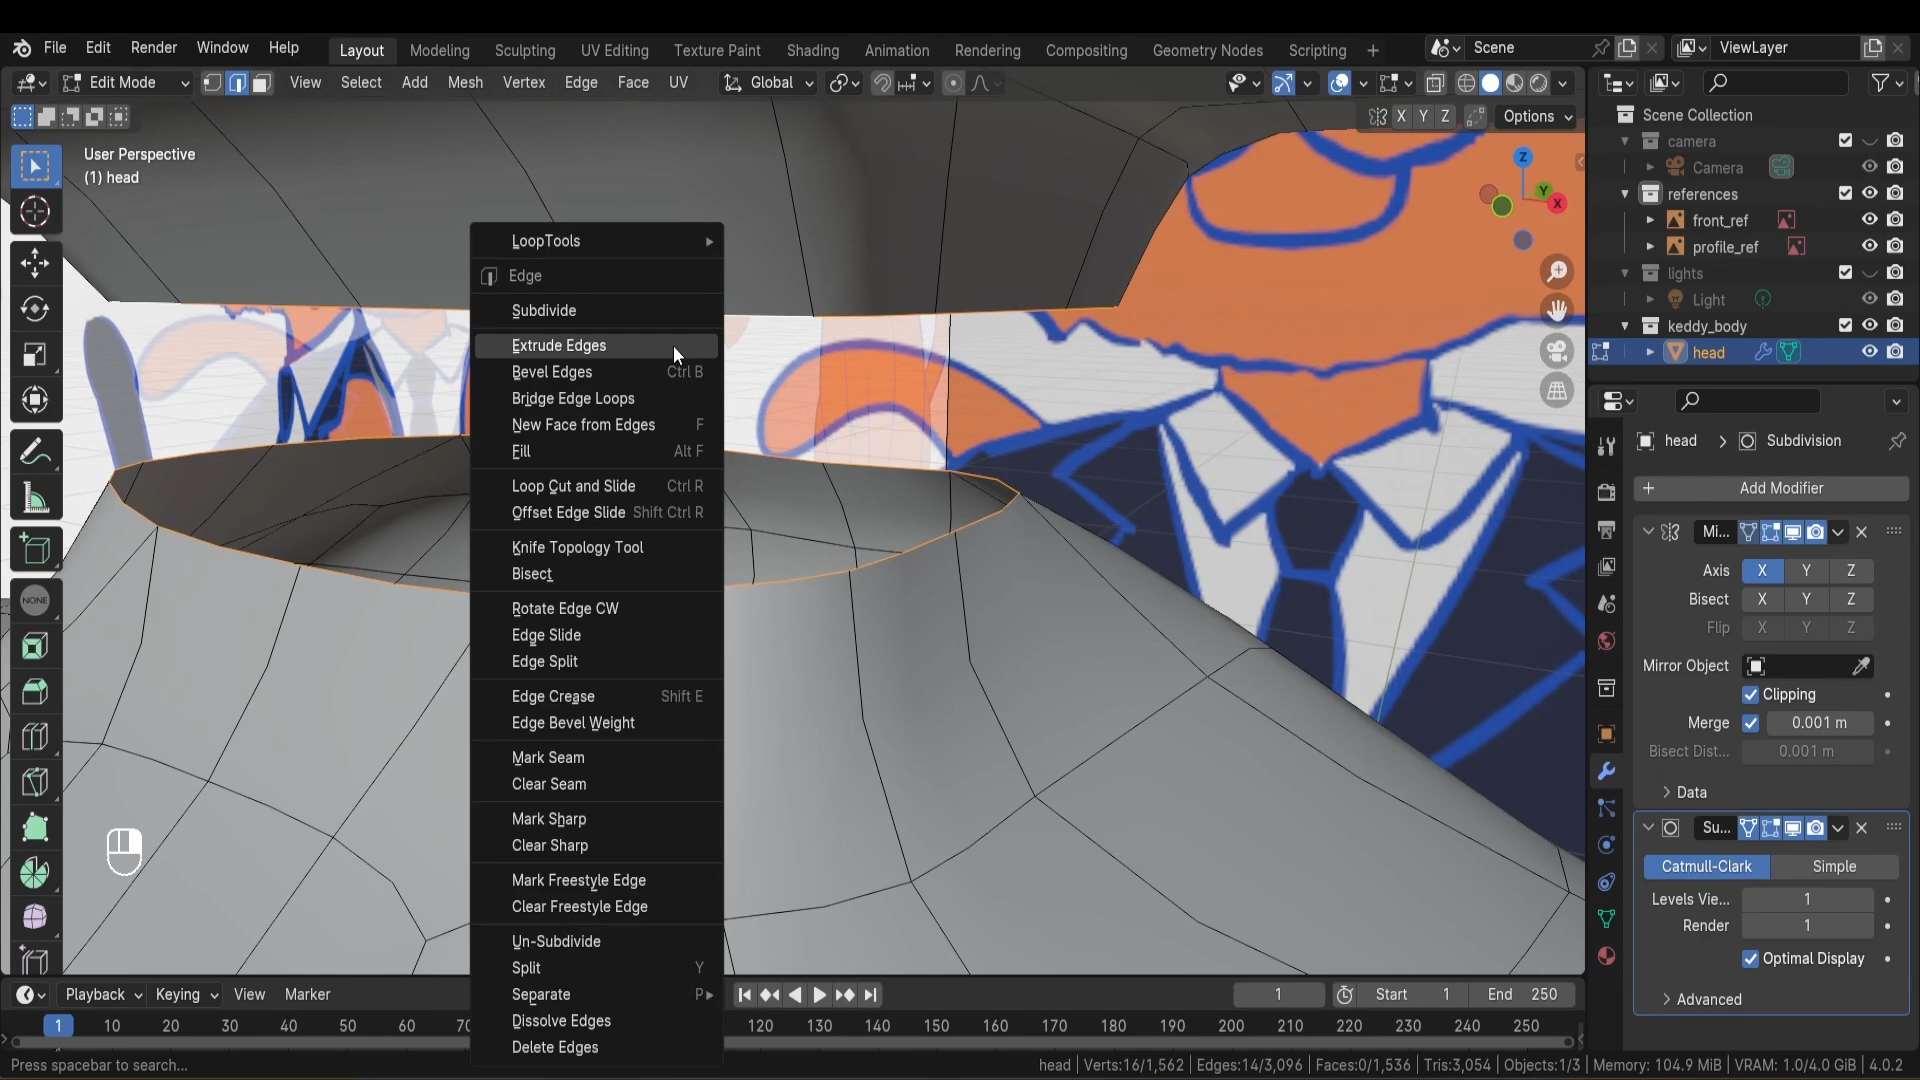 File Edit Render Window Help Layout Modeling Sculpting UV Editing Texture Paint Shading Animation Rendering Compositing Geometry Nodes Scripting + Scene ViewLayer
Edit Mode View Select Add Mesh Vertex Edge Face UV Global
X Y Z Options
User Perspective
(1) head
Z
Y
X
Scene Collection
camera
Camera
references
front_ref
profile_ref
lights
Light
keddy_body
head
LoopTools
Edge
Subdivide
Extrude Edges
Bevel Edges Ctrl B
Bridge Edge Loops
New Face from Edges F
Fill Alt F
Loop Cut and Slide Ctrl R
Offset Edge Slide Shift Ctrl R
Knife Topology Tool
Bisect
Rotate Edge CW
Edge Slide
Edge Split
Edge Crease Shift E
Edge Bevel Weight
Mark Seam
Clear Seam
Mark Sharp
Clear Sharp
Mark Freestyle Edge
Clear Freestyle Edge
Un-Subdivide
Split Y
Separate P
Dissolve Edges
Delete Edges
NONE
head > Subdivision
+ Add Modifier
Mi...
Axis X Y Z
Bisect X Y Z
Flip X Y Z
Mirror Object
Clipping
Merge 0.001 m
Bisect Dist... 0.001 m
Data
Su...
Catmull-Clark Simple
Levels Vie... 1
Render 1
Optimal Display
Advanced
Playback Keying View Marker 1 Start 1 End 250
1 10 20 30 40 50 60 120 130 140 150 160 170 180 190 200 210 220 230 240 250
Press spacebar to search... head | Verts:16/1,562 | Edges:14/3,096 | Faces:0/1,536 | Tris:3,054 | Objects:1/3 | Memory: 104.9 MiB | VRAM: 1.0/4.0 GiB | 4.0.2